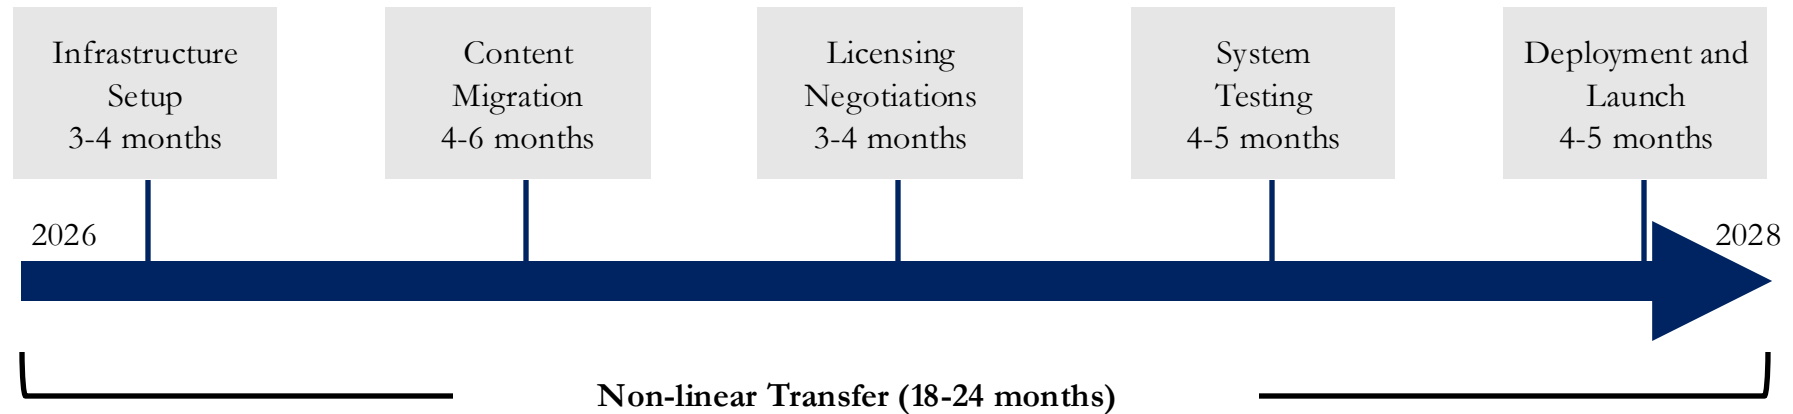 Infrastructure
Setup
3-4 months
Content
Migration
4-6 months
Licensing
Negotiations
3-4 months
System
Testing
4-5 months
Deployment and
Launch
4-5 months
2026
2028
Non-linear Transfer (18-24 months)